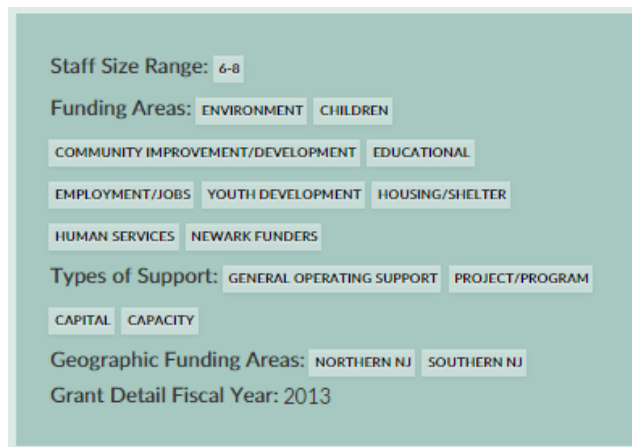 Staff Size Range: 6-8
Funding Areas: ENVIRONMENT CHILDREN
COMMUNITY IMPROVEMENT/DEVELOPMENT EDUCATIONAL
EMPLOYMENT/JOBS YOUTH DEVELOPMENT HOUSING/SHELTER
HUMAN SERVICES NEWARK FUNDERS
Types of Support: GENERAL OPERATING SUPPORT PROJECT/PROGRAM
CAPITAL CAPACITY
Geographic Funding Areas: NORTHERN NJ SOUTHERN NJ
Grant Detail Fiscal Year: 2013